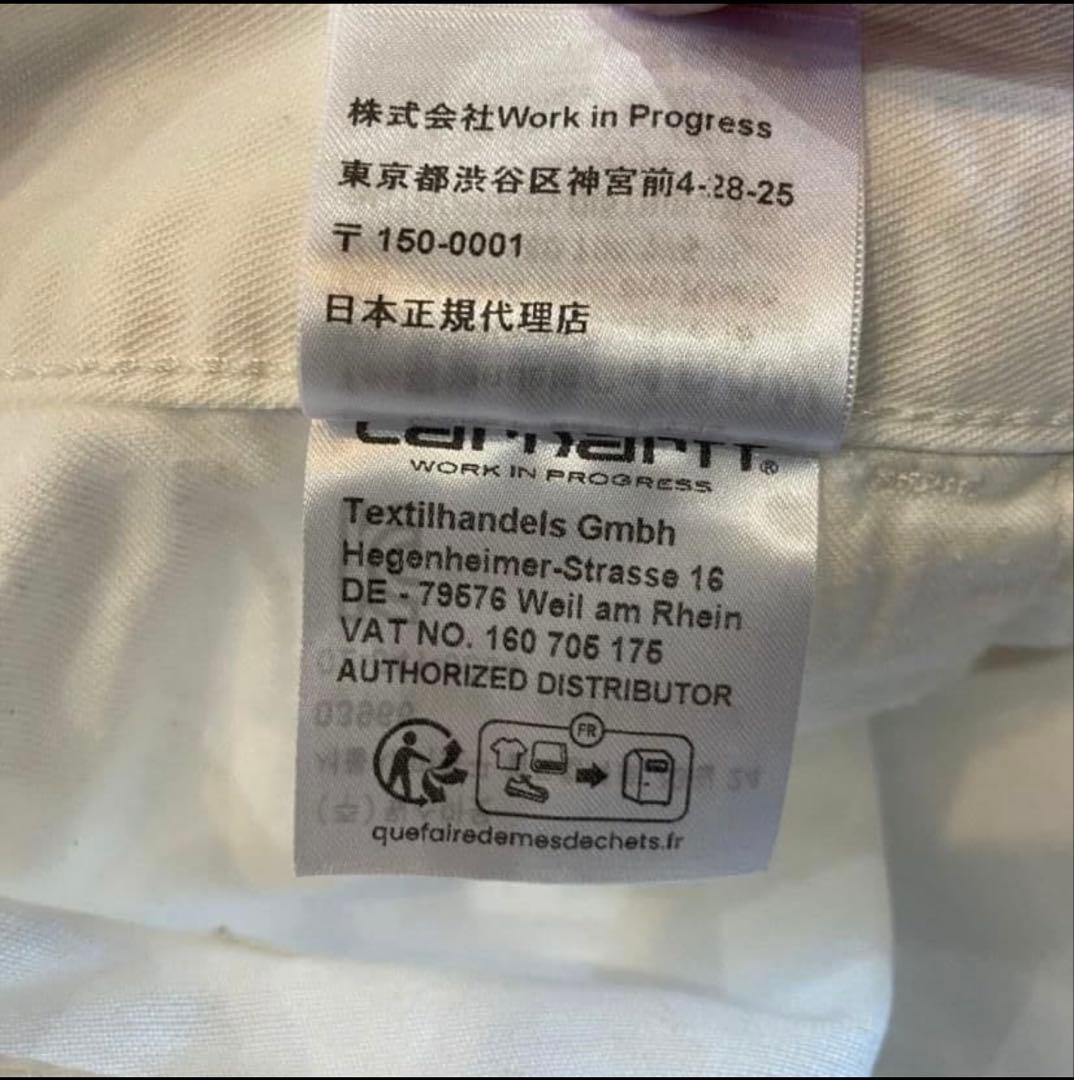 株式会社Work in Progress
東京都渋谷区神宮前4-28-25
〒 150-0001
日本正規代理店
carhartt®
WORK IN PROGRESS
Textilhandels Gmbh
Hegenheimer-Strasse 16
DE - 79576 Weil am Rhein
VAT NO. 160 705 175
AUTHORIZED DISTRIBUTOR
FR
quefairedemesdechets.fr